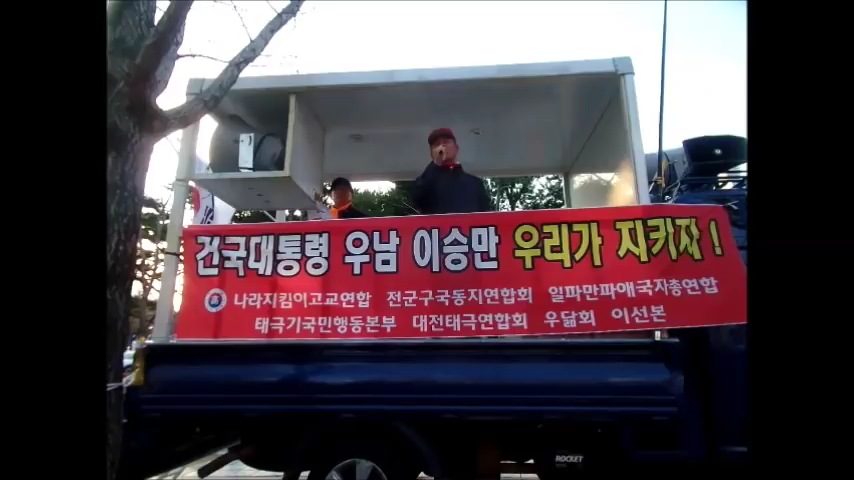 건국대통령 우남 이승만 우리가 지키자!
나라지킴이고교연합 전군구국동지연합회 일파만파애국자총연합
태극기국민행동본부 대전태극연합회 우닮회 이선본
ROCKET